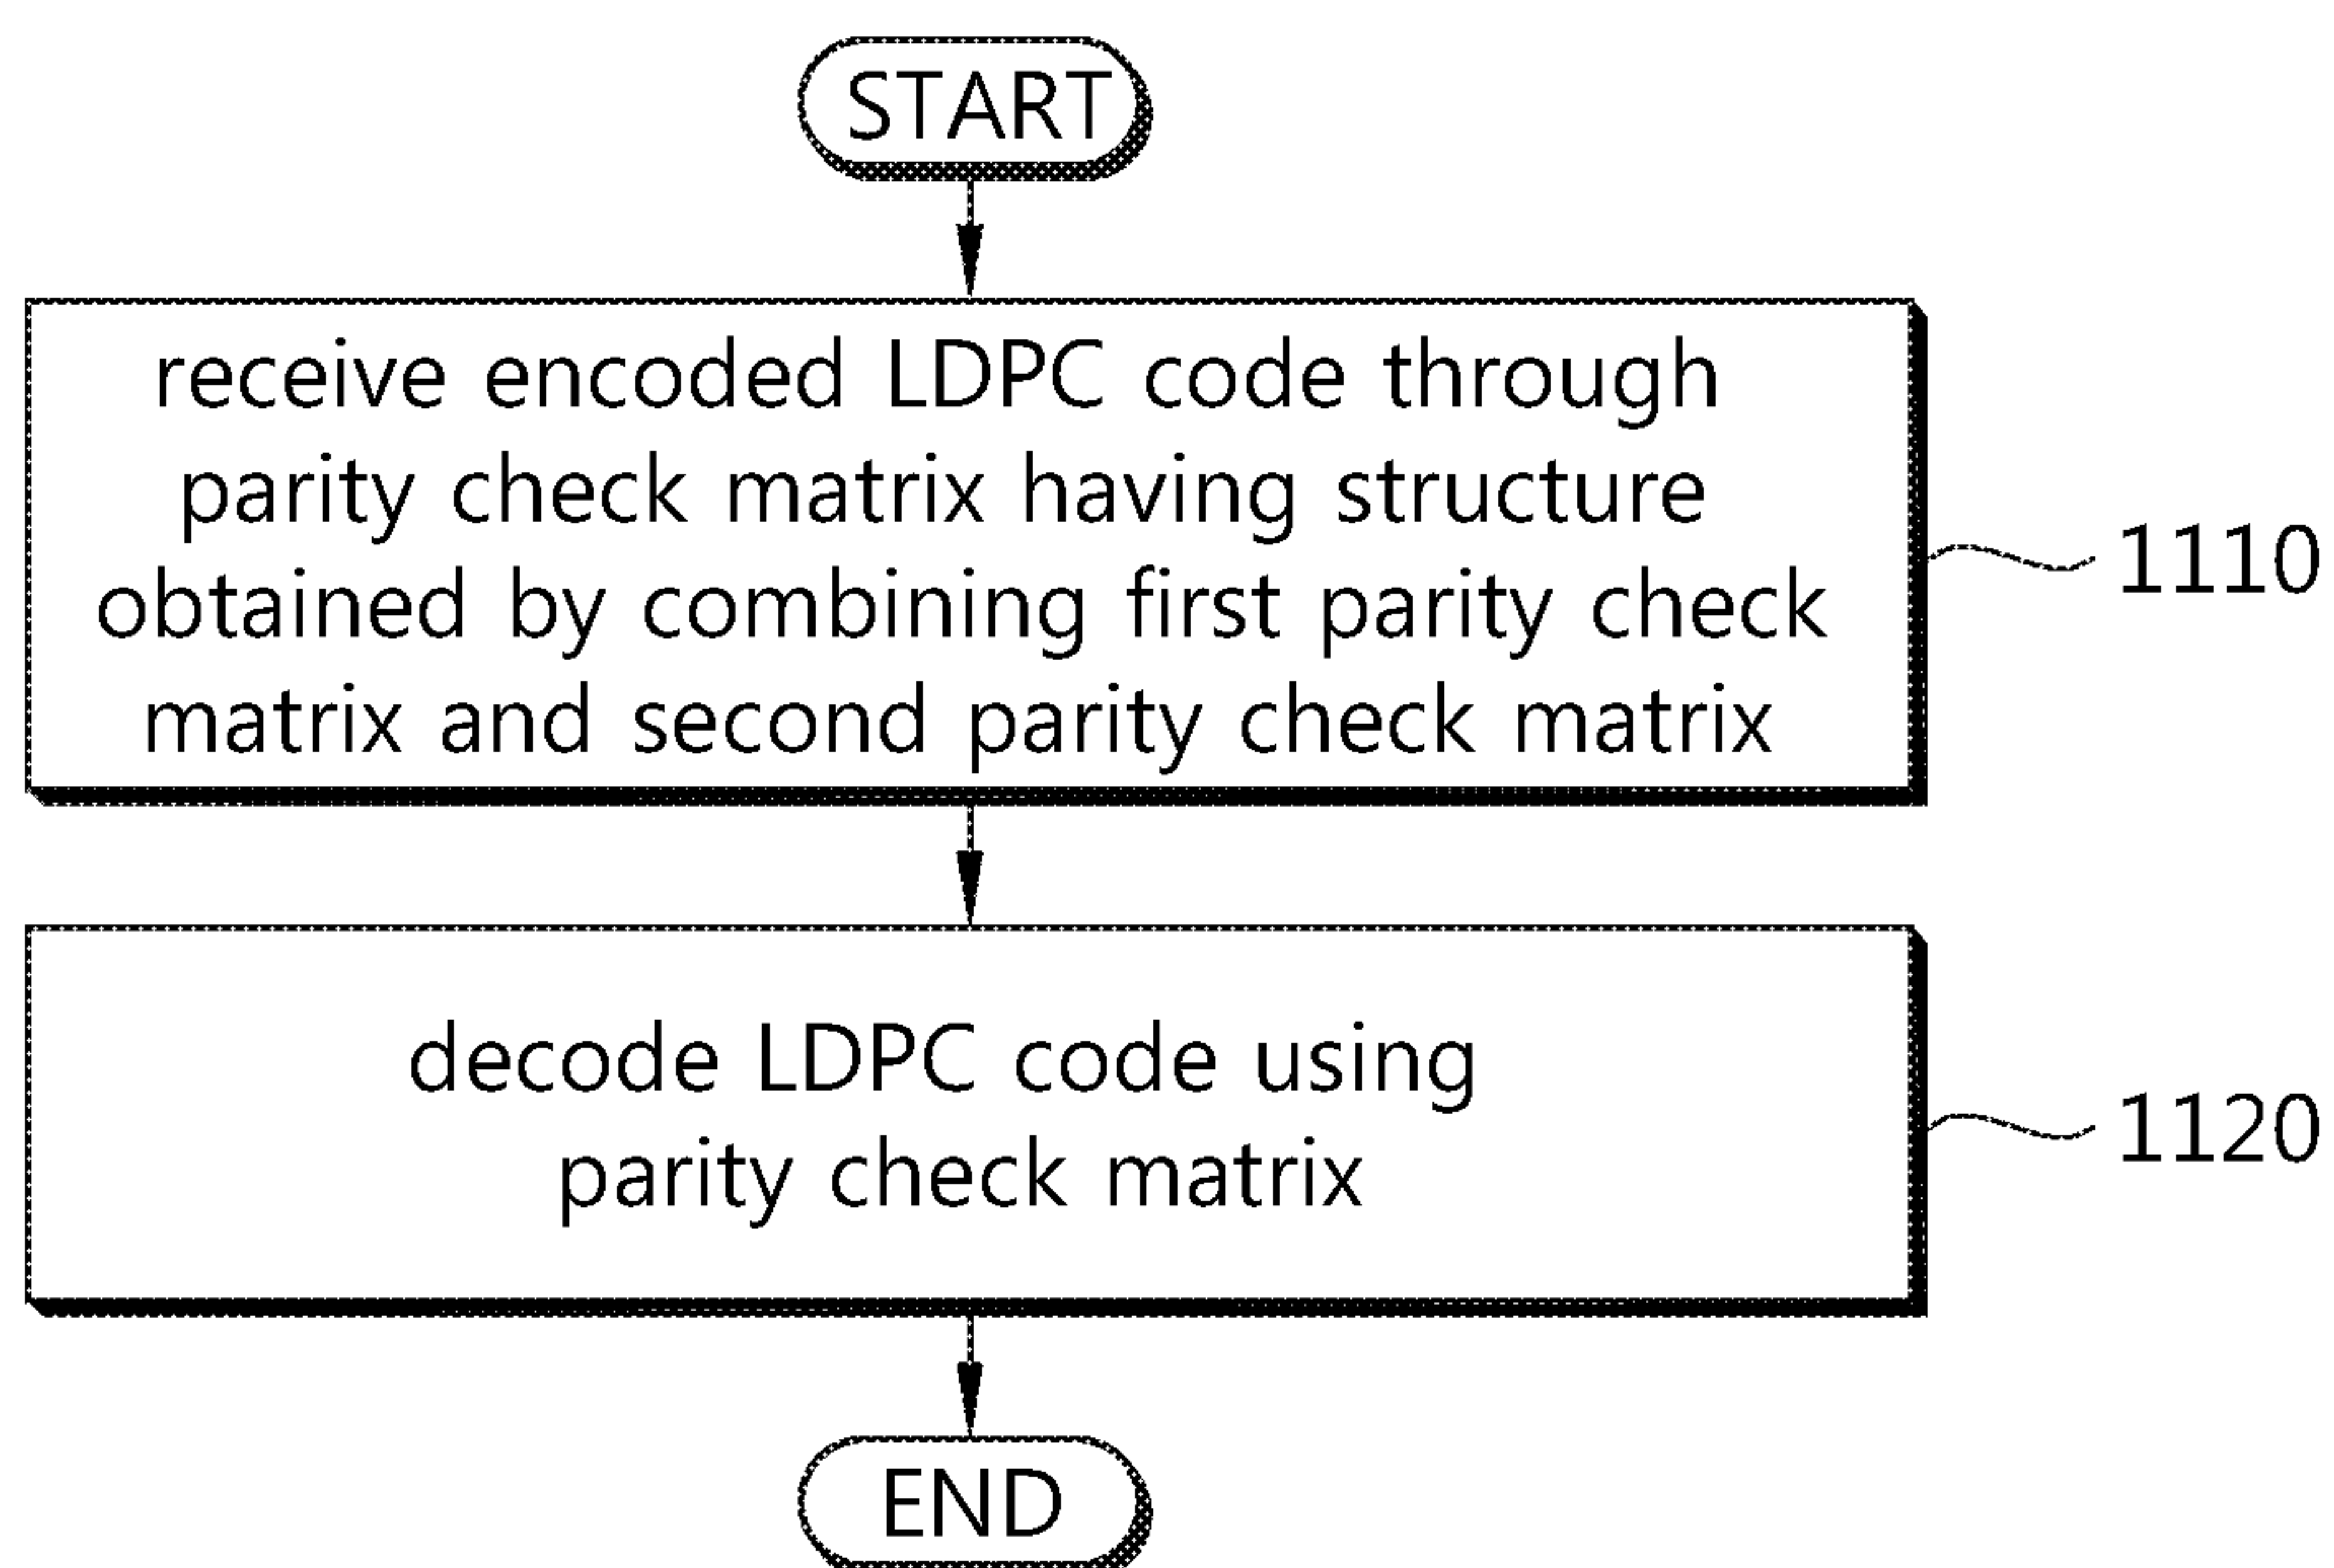 START
receive encoded LDPC code through
parity check matrix having structure
obtained by combining first parity check
matrix and second parity check matrix
1110
decode LDPC code using
parity check matrix
1120
END